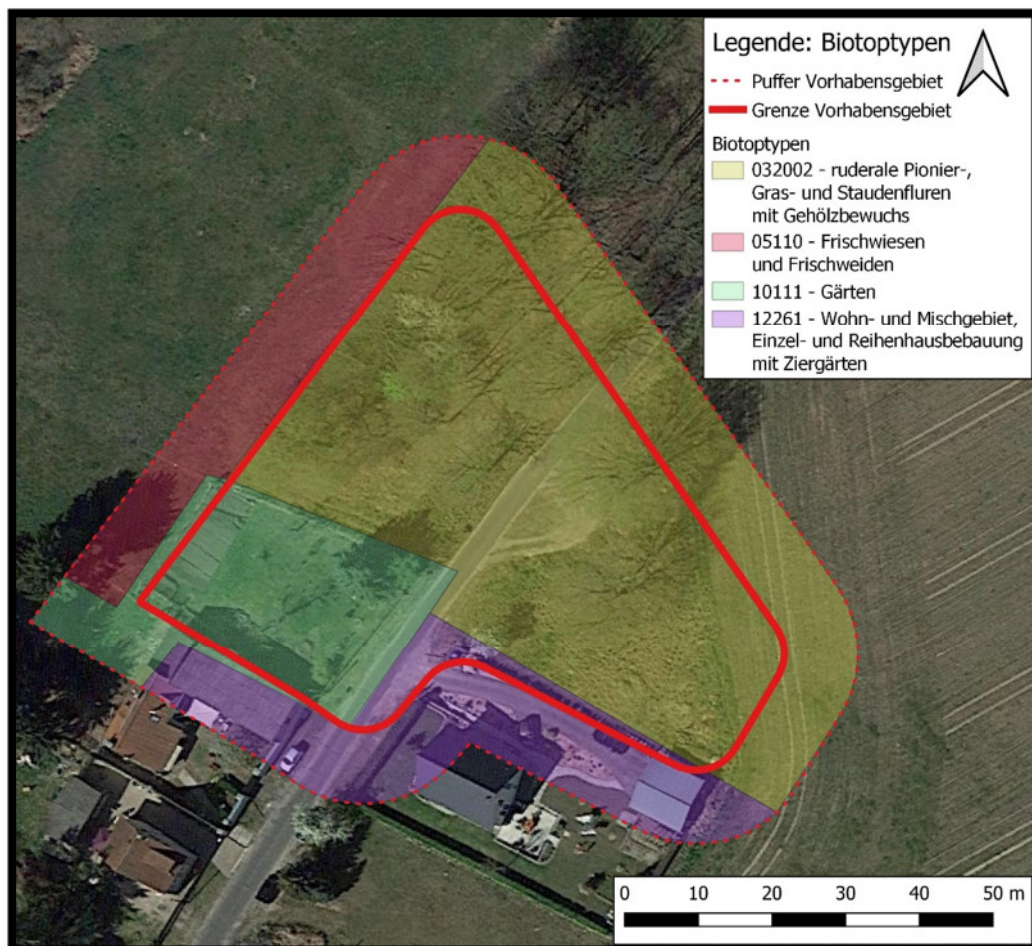 Legende: Biotoptypen
Puffer Vorhabensgebiet
Grenze Vorhabensgebiet
Biotoptypen
032002 - ruderale Pionier-,
Gras- und Staudenfluren
mit Gehölzbewuchs
05110 - Frischwiesen
und Frischweiden
10111 - Gärten
12261 - Wohn- und Mischgebiet,
Einzel- und Reihenhausbebauung
mit Ziergärten
0 10 20 30 40 50 m